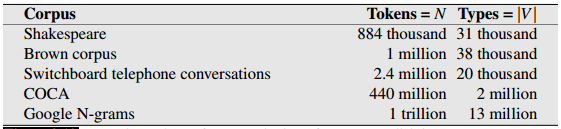 Corpus Tokens = N Types = |V|
Shakespeare 884 thousand 31 thousand
Brown corpus 1 million 38 thousand
Switchboard telephone conversations 2.4 million 20 thousand
COCA 440 million 2 million
Google N-grams 1 trillion 13 million